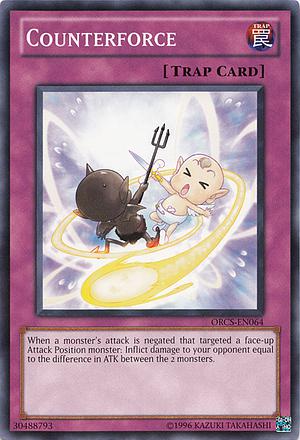 Counterforce
TRAP
罠
[Trap Card]
ORCS-EN064
When a monster's attack is negated that targeted a face-up
Attack Position monster: Inflict damage to your opponent equal
to the difference in ATK between the 2 monsters.
30488793
©1996 KAZUKI TAKAHASHI